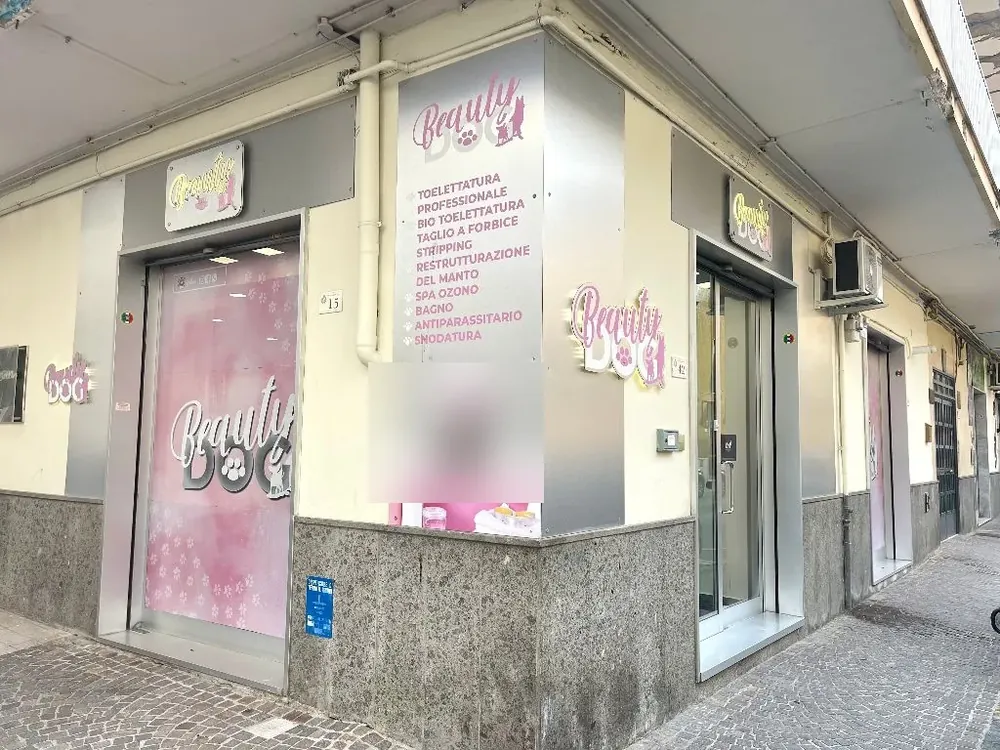 Beauty
DOG
Beauty
DOG
TOELETTATURA
PROFESSIONALE
BIO TOELETTATURA
TAGLIO A FORBICE
STRIPPING
RESTRUTTURAZIONE
DEL MANTO
SPA OZONO
BAGNO
ANTIPARASSITARIO
SNODATURA
Beauty
DOG
15
Beauty
DOG
DOG
Beauty
DOG